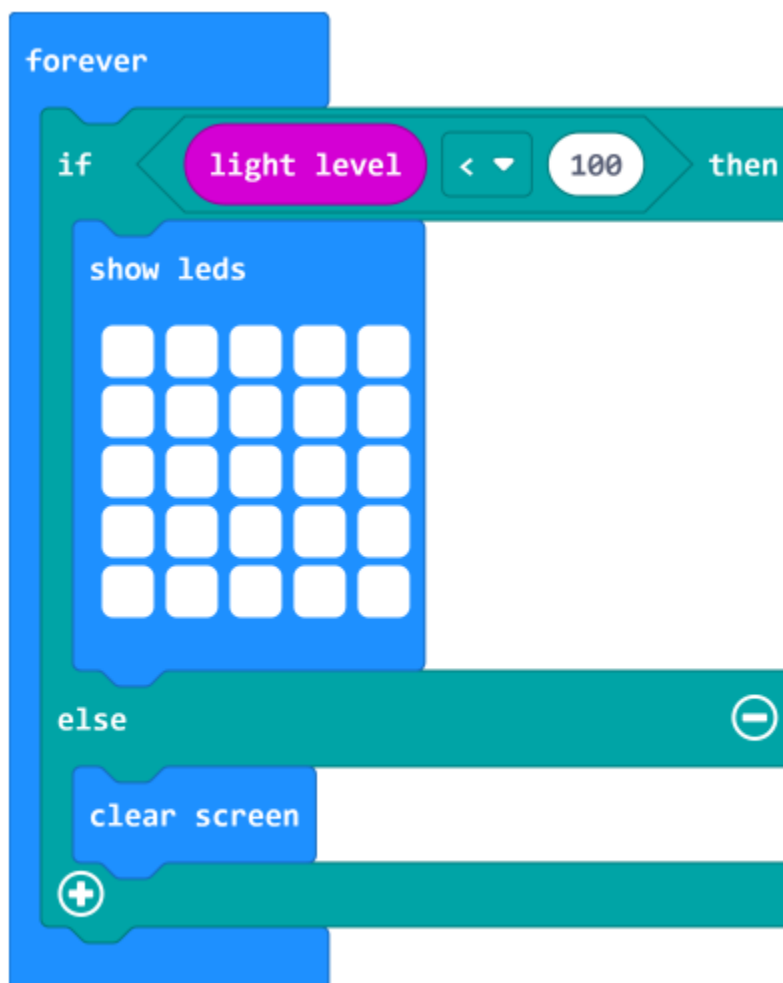 forever
if light level < 100 then
show leds
else
clear screen